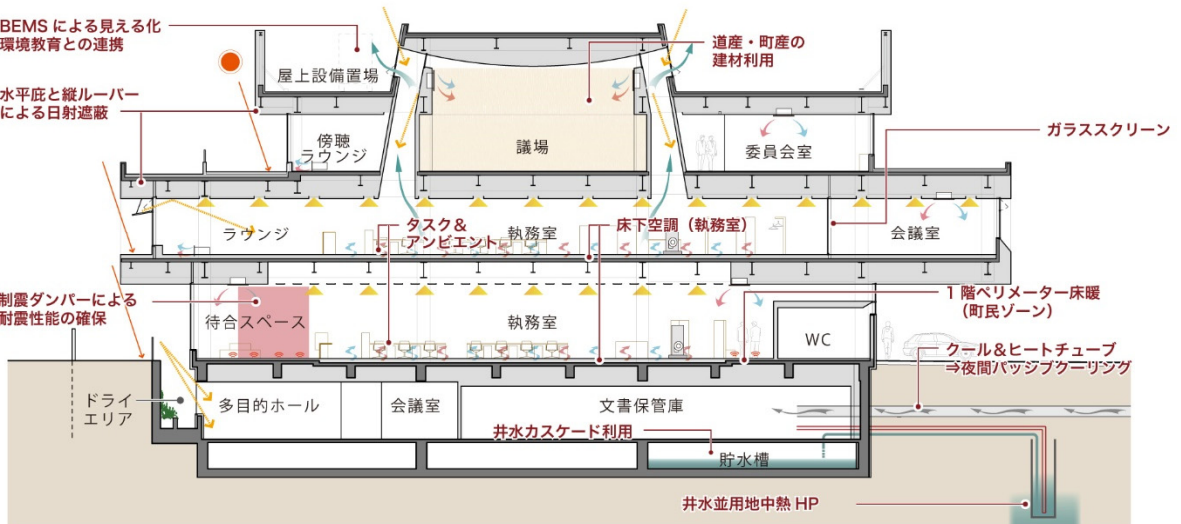 BEMS による見える化
環境教育との連携
屋上設備置場
道産・町産の
建材利用
水平庇と縦ルーバー
による日射遮蔽
傍聴
ラウンジ
議場
委員会室
ガラススクリーン
ラウンジ
タスク＆
アンビエント
執務室
床下空調（執務室）
会議室
制震ダンパーによる
耐震性能の確保
待合スペース
執務室
1 階ペリメーター床暖
（町民ゾーン）
WC
クール＆ヒートチューブ
⇒夜間パッシブクーリング
ドライ
エリア
多目的ホール
会議室
文書保管庫
井水カスケード利用
貯水槽
井水並用地中熱 HP